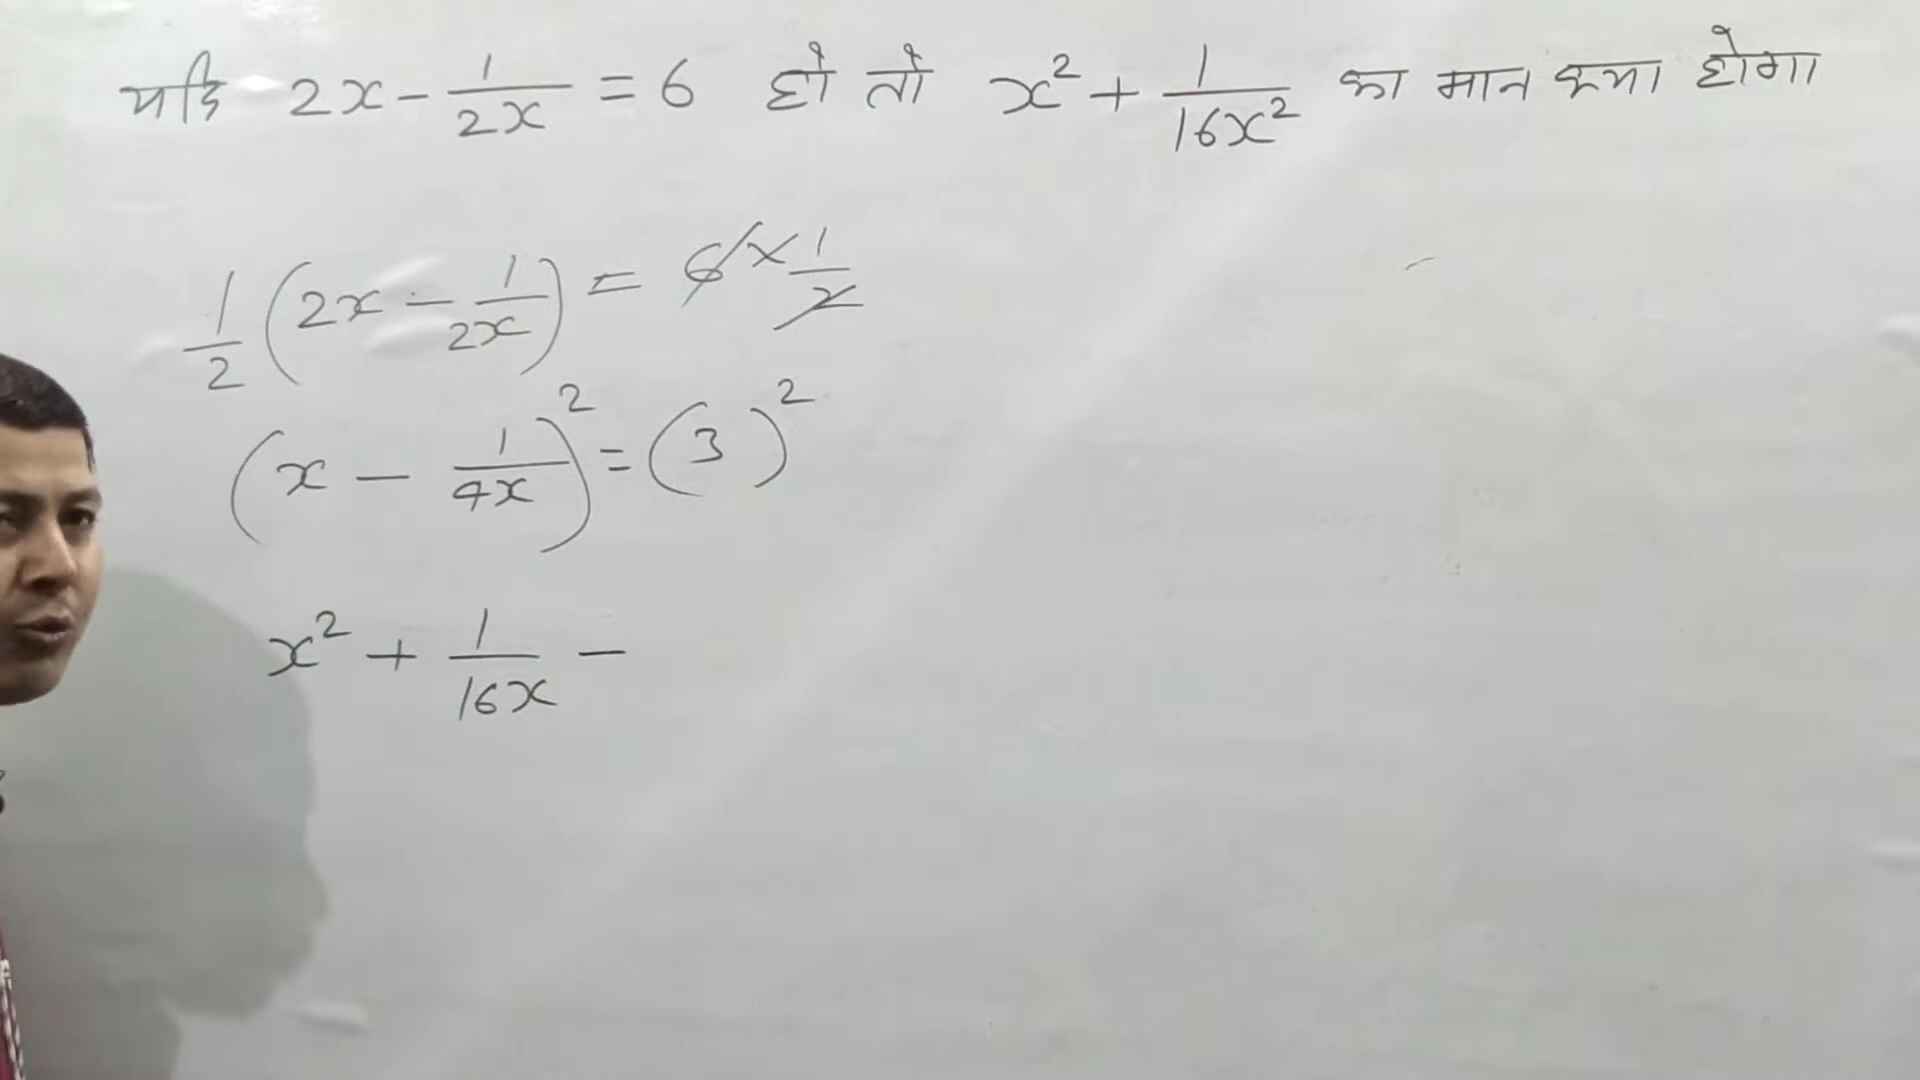 यदि 2x - 1/2x = 6 हो तो x² + 1/16x² का मान क्या होगा
1/2 (2x - 1/2x) = 6 × 1/2
(x - 1/4x)² = (3)²
x² + 1/16x -